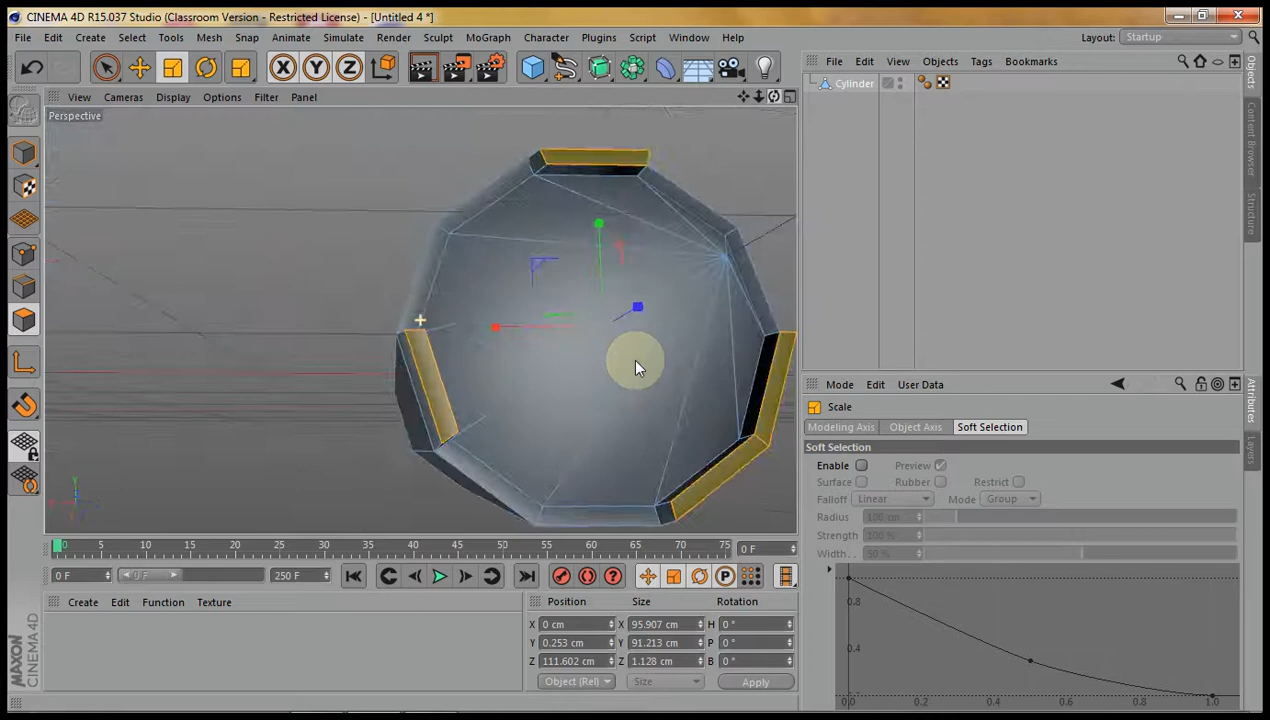 CINEMA 4D R15.037 Studio (Classroom Version - Restricted License) - [Untitled 4 *]
File Edit Create Select Tools Mesh Snap Animate Simulate Render Sculpt MoGraph Character Plugins Script Window Help
Layout: Startup
X Y Z
View Cameras Display Options Filter Panel
Perspective
File Edit View Objects Tags Bookmarks
Cylinder
Objects
Content Browser
Structure
Mode Edit User Data
Scale
Modeling Axis Object Axis Soft Selection
Soft Selection
Enable Preview
Surface Rubber Restrict
Falloff Linear Mode Group
Radius 100 cm
Strength 100 %
Width . . 50 %
0.8
0.4
0.0 0.2 0.4 0.6 0.8 1.0
Attributes
Layers
Y
0 5 10 15 20 25 30 35 40 45 50 55 60 65 70 75 0 F
0 F 0 F 250 F P
Create Edit Function Texture
Position Size Rotation
X 0 cm X 95.907 cm H 0 °
Y 0.253 cm Y 91.213 cm P 0 °
Z 111.602 cm Z 1.128 cm B 0 °
Object (Rel) Size Apply
MAXON
CINEMA 4D